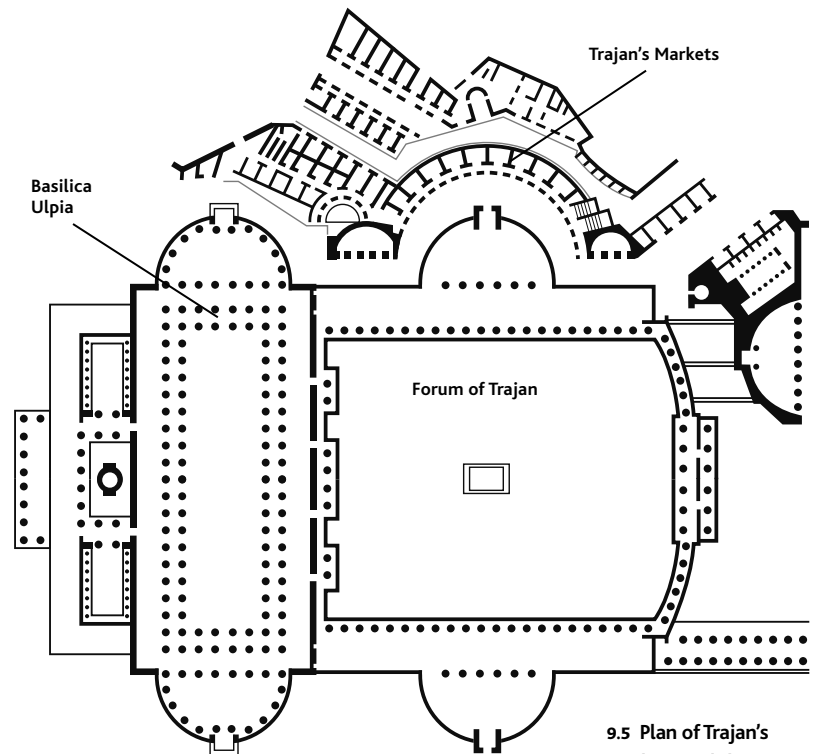 Trajan's Markets
Basilica
Ulpia
Forum of Trajan
9.5 Plan of Trajan's